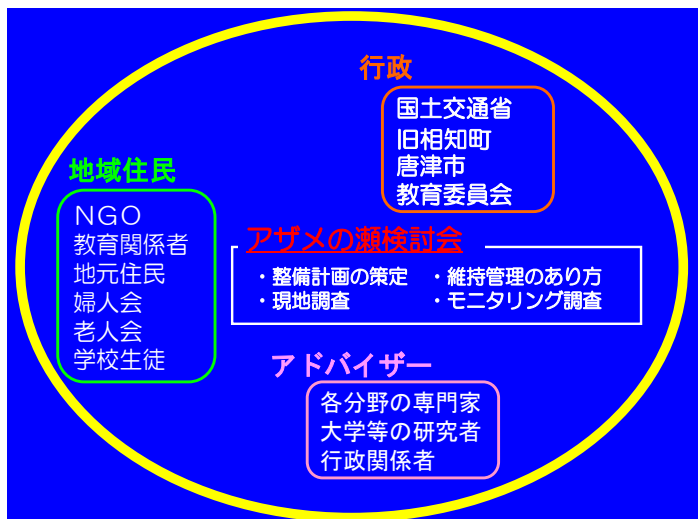 行政
国土交通省
旧相知町
唐津市
教育委員会
地域住民
NGO
教育関係者
地元住民
婦人会
老人会
学校生徒
アザメの瀬検討会
・整備計画の策定 ・維持管理のあり方
・現地調査 ・モニタリング調査
アドバイザー
各分野の専門家
大学等の研究者
行政関係者